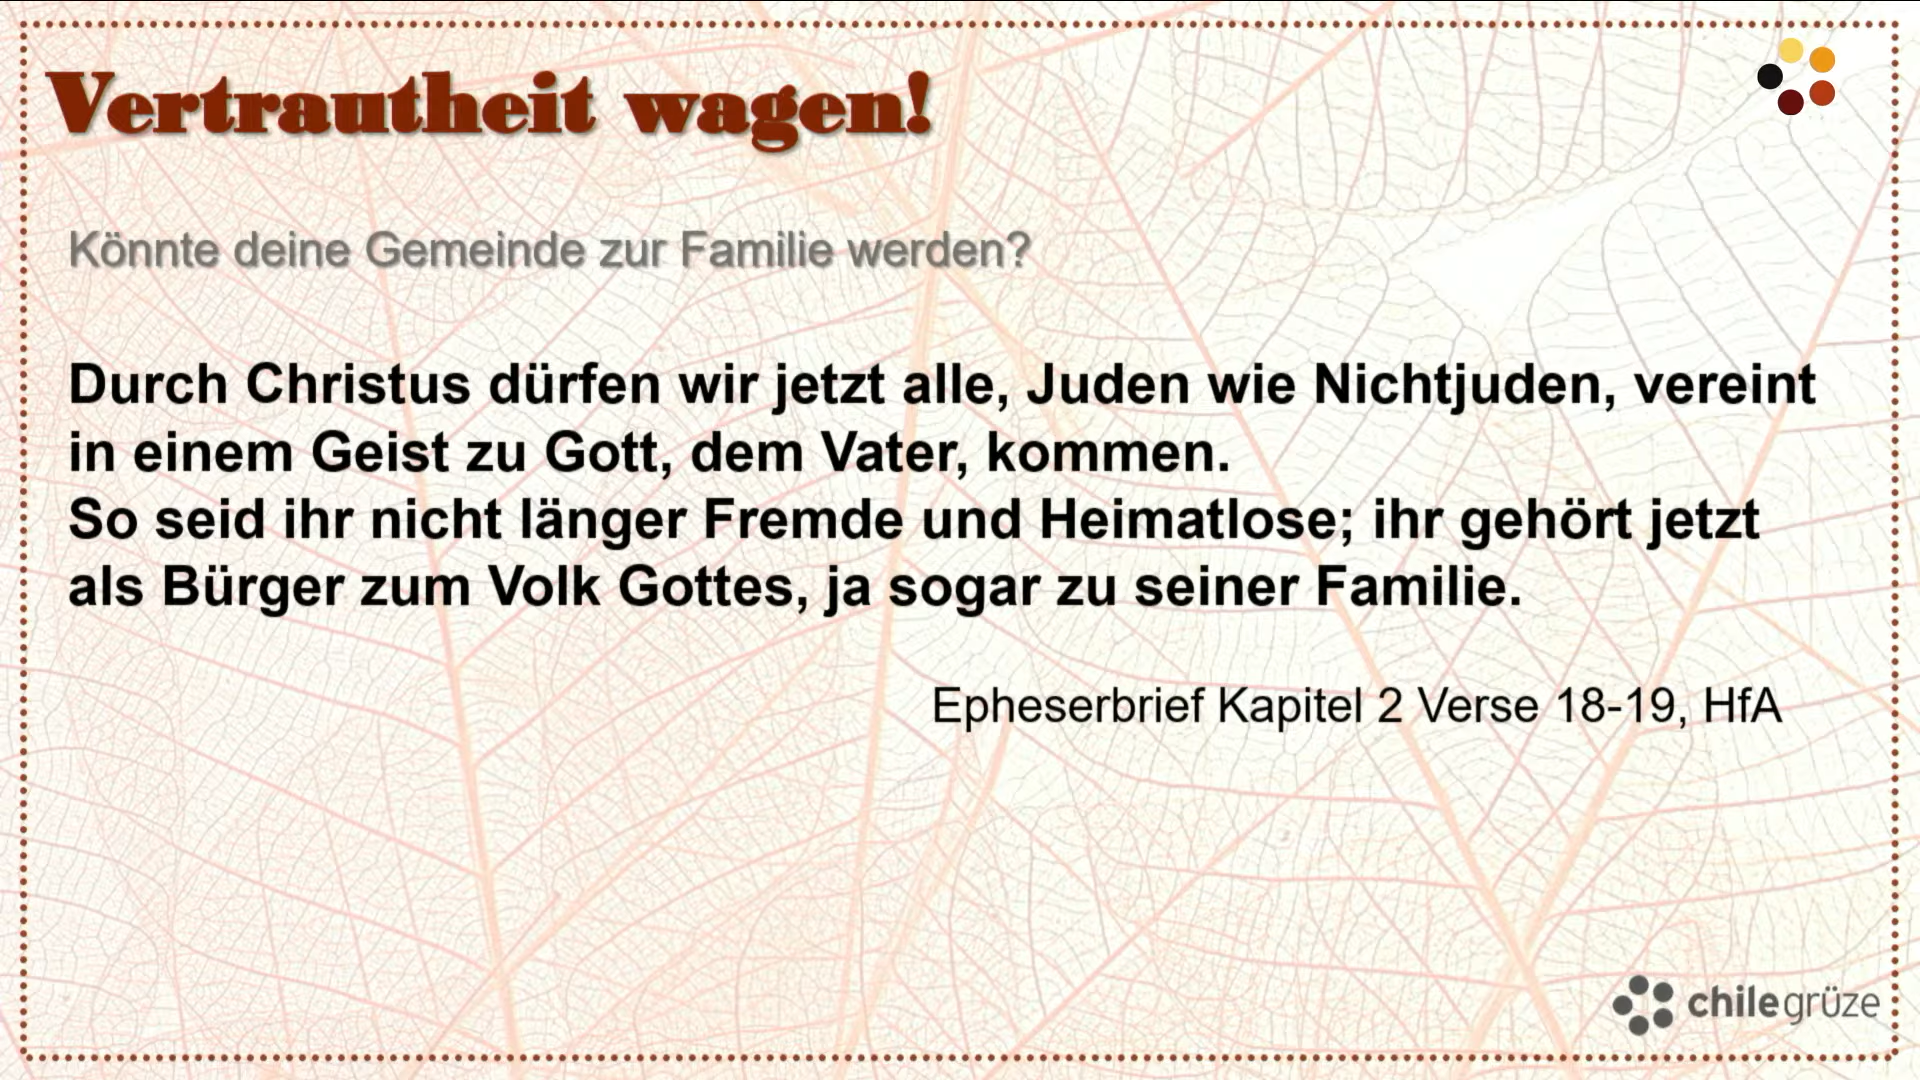 Vertrautheit wagen!
Könnte deine Gemeinde zur Familie werden?
Durch Christus dürfen wir jetzt alle, Juden wie Nichtjuden, vereint
in einem Geist zu Gott, dem Vater, kommen.
So seid ihr nicht länger Fremde und Heimatlose; ihr gehört jetzt
als Bürger zum Volk Gottes, ja sogar zu seiner Familie.
Epheserbrief Kapitel 2 Verse 18-19, HfA
chilegrüze